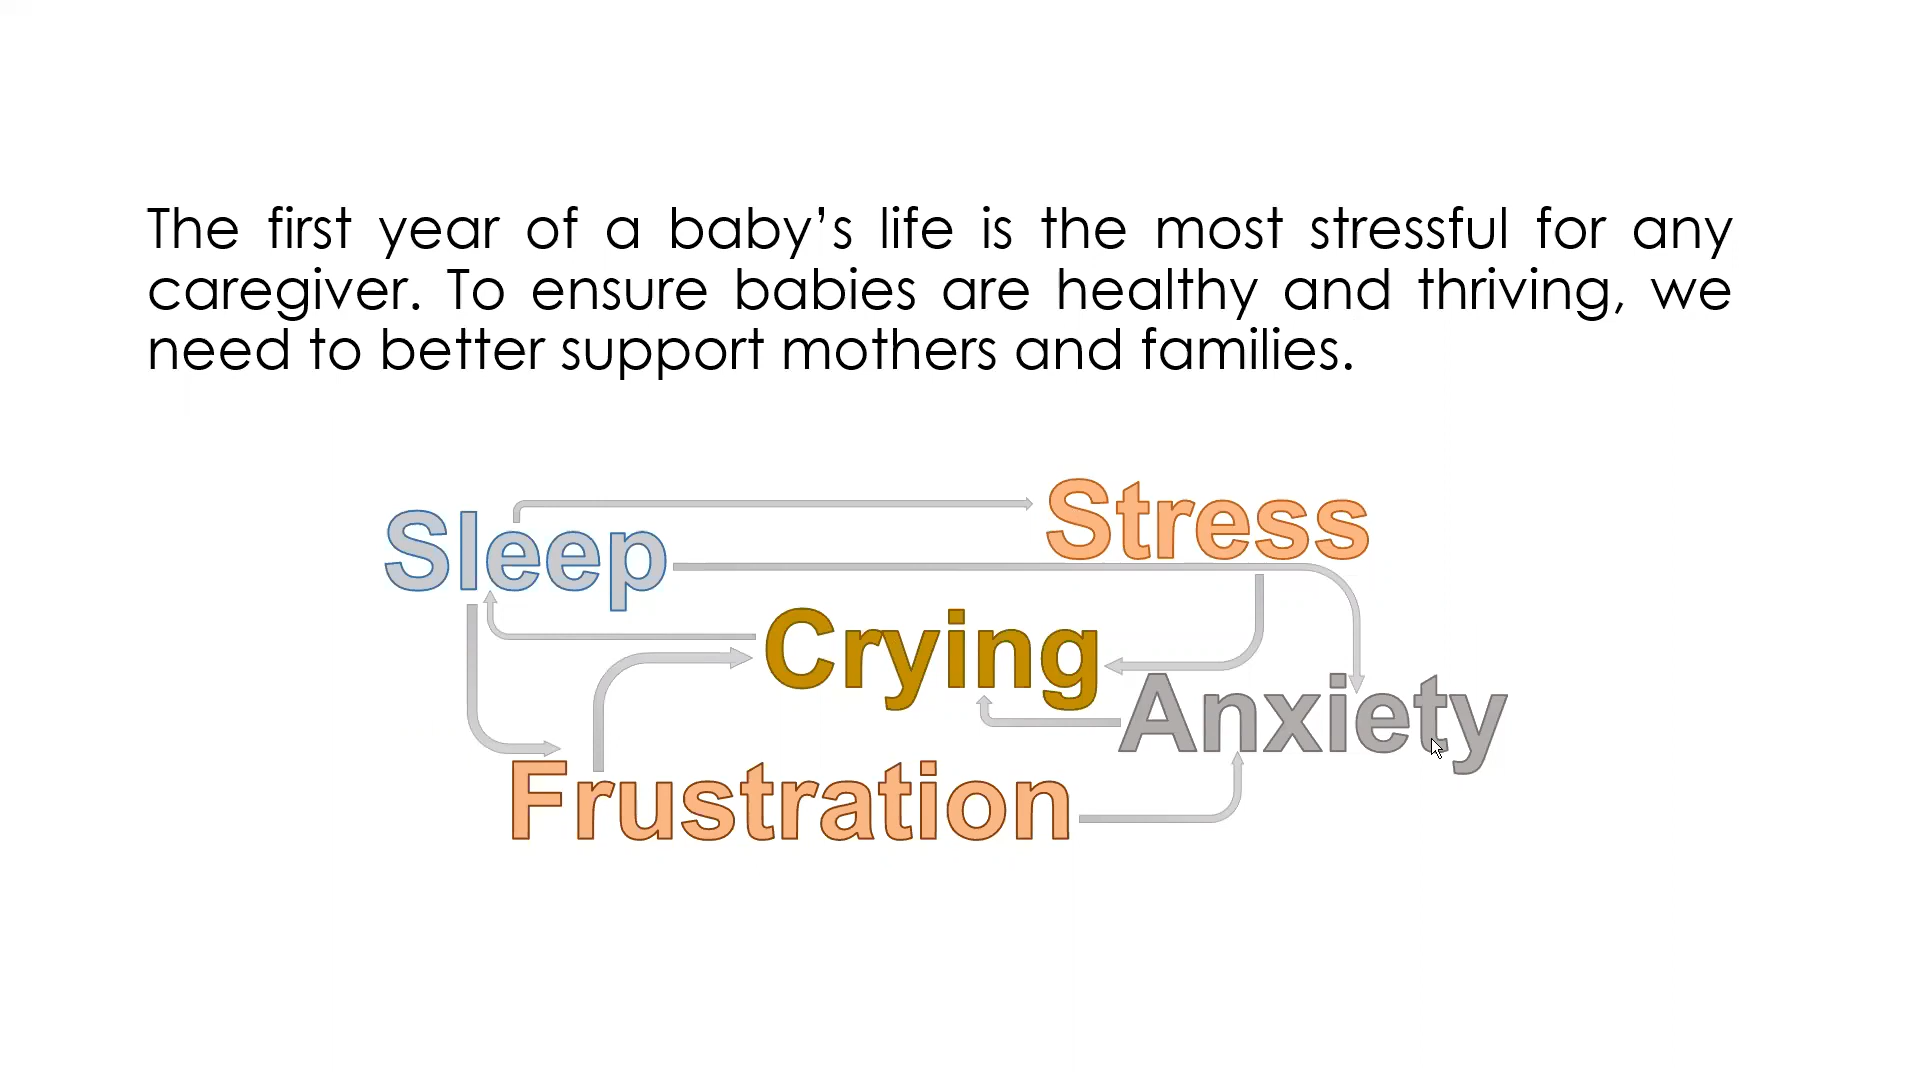 The first year of a baby’s life is the most stressful for any
caregiver. To ensure babies are healthy and thriving, we
need to better support mothers and families.
Stress
Sleep
Crying
Anxiety
Frustration